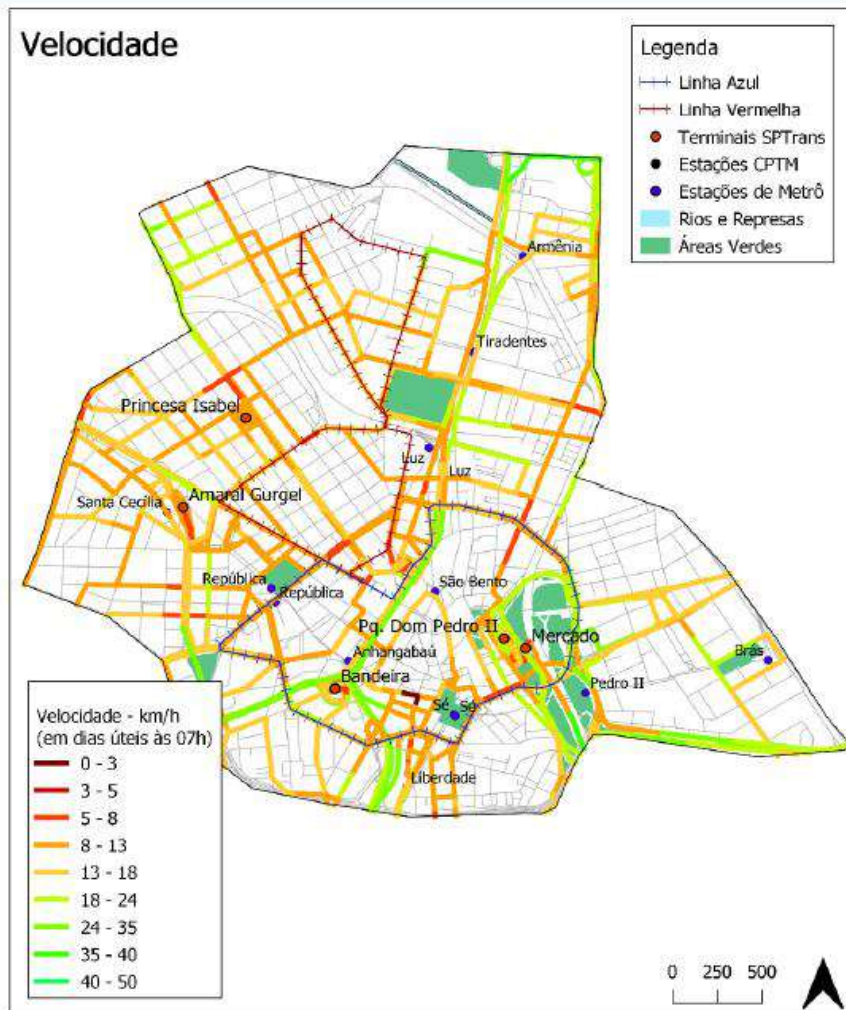 Velocidade
Legenda
Linha Azul
Linha Vermelha
Terminais SPTrans
Estações CPTM
Estações de Metrô
Rios e Represas
Áreas Verdes
Armênia
Tiradentes
Princesa Isabel
Luz
Luz
Santa Cecília
Amaral Gurgel
República
República
São Bento
Pq. Dom Pedro II
Mercado
Anhangabaú
Brás
Bandeira
Pedro II
Sé
Sé
Liberdade
Velocidade - km/h
(em dias úteis às 07h)
0 - 3
3 - 5
5 - 8
8 - 13
13 - 18
18 - 24
24 - 35
35 - 40
40 - 50
0 250 500